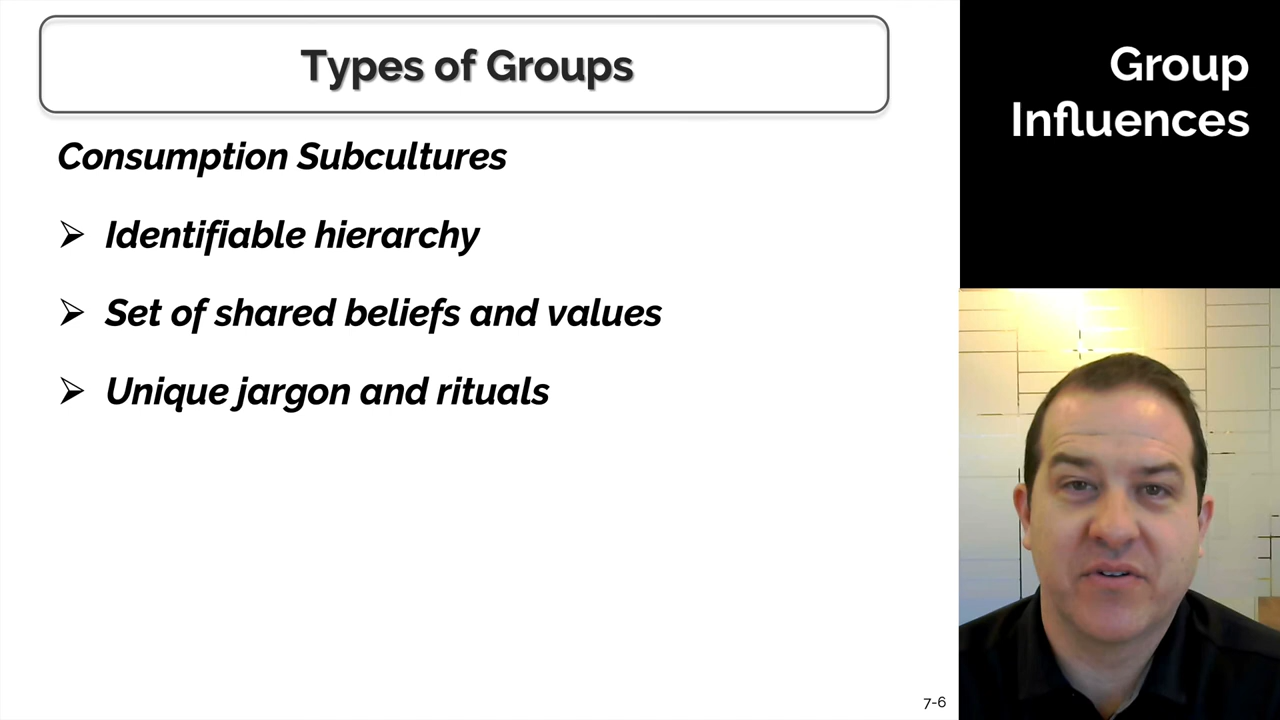 Types of Groups
Consumption Subcultures
➢ Identifiable hierarchy
➢ Set of shared beliefs and values
➢ Unique jargon and rituals
7-6
Group
Influences